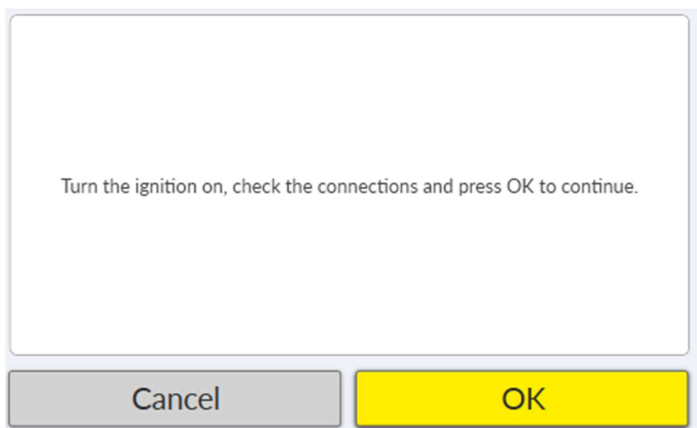 Turn the ignition on, check the connections and press OK to continue.
Cancel
OK